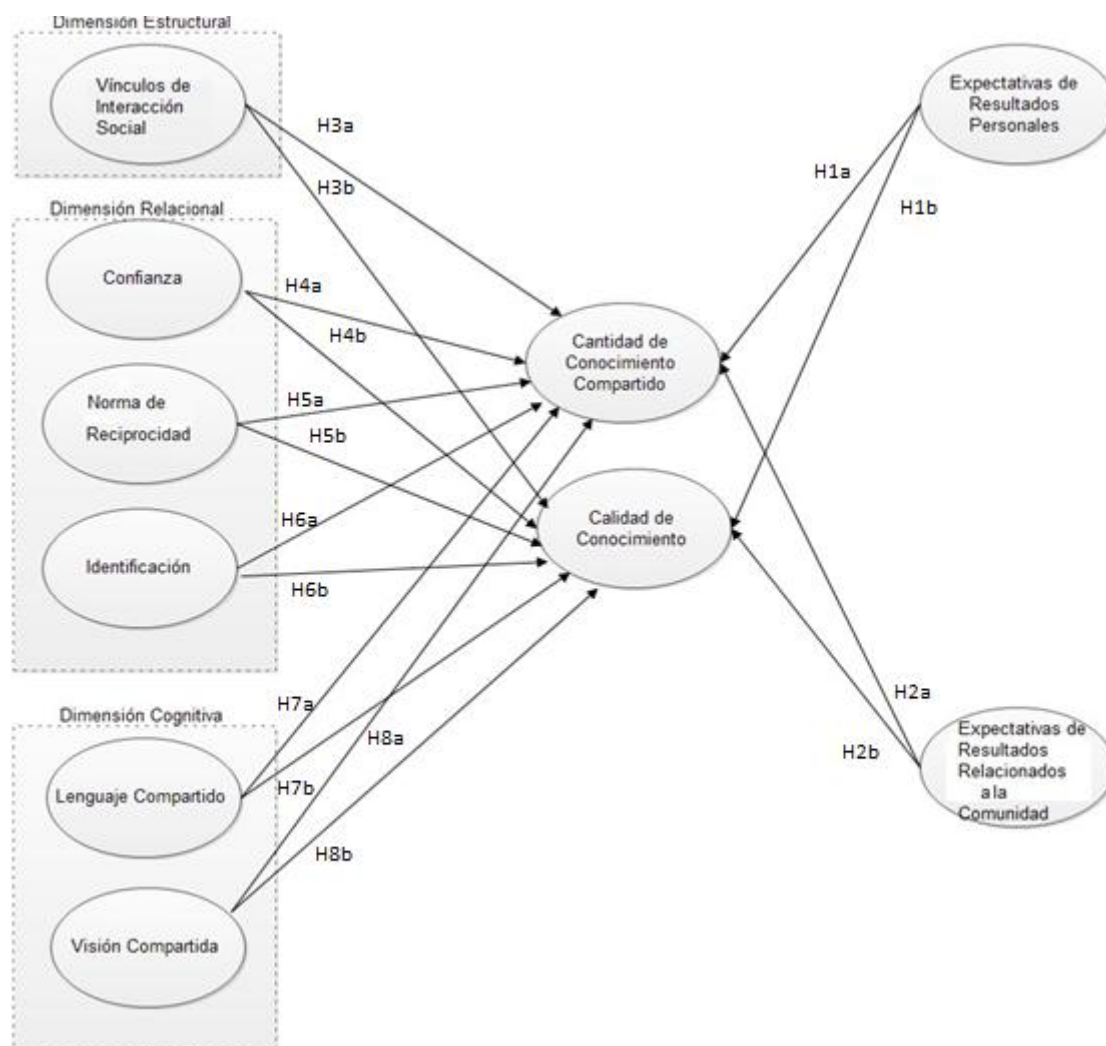 Dimensión Estructural
Vínculos de
Interacción
Social
H3a
H3b
Dimensión Relacional
Confianza
H4a
H4b
Norma de
Reciprocidad
H5a
H5b
Identificación
H6a
H6b
Dimensión Cognitiva
Lenguaje Compartido
H7a
H7b
Visión Compartida
H8a
H8b
Cantidad de
Conocimiento
Compartido
Calidad de
Conocimiento
Expectativas de
Resultados
Personales
H1a
H1b
H2a
H2b
Expectativas de
Resultados
Relacionados
a la
Comunidad